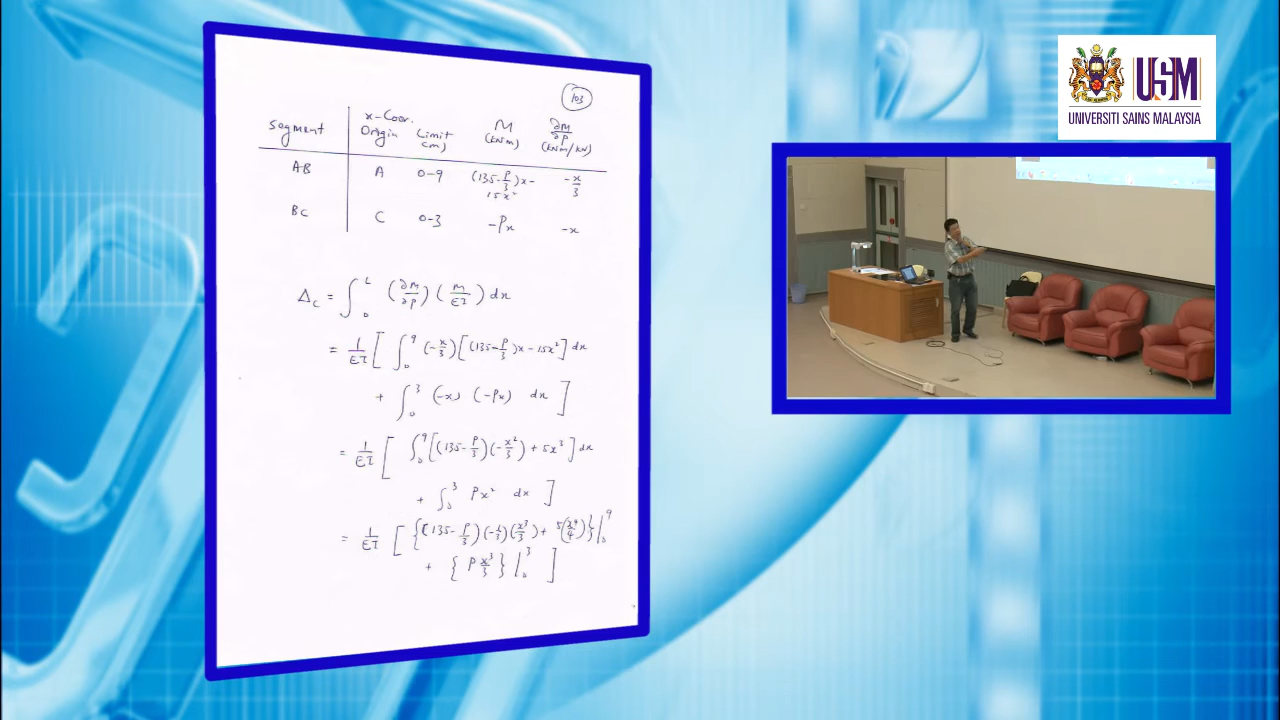 103
Segment | x-Coor. Origin | Limit (m) | M (kNm) | ∂M/∂P (kNm/kN)
AB | A | 0-9 | (135-P/3)x-15x² | -x/3
BC | C | 0-3 | -Px | -x
Δc = ∫₀ᴸ (∂M/∂P)(M/EI) dx
= 1/EI [ ∫₀⁹ (-x/3)[(135-P/3)x-15x²] dx
+ ∫₀³ (-x) (-Px) dx ]
= 1/EI [ ∫₀⁹ [(135-P/3)(-x²/3) + 5x³] dx
+ ∫₀³ Px² dx ]
= 1/EI [ {(135-P/3)(-1/3)(x³/3) + 5(x⁴/4)}|₀⁹
+ {P x³/3}|₀³ ]
USM
UNIVERSITI SAINS MALAYSIA